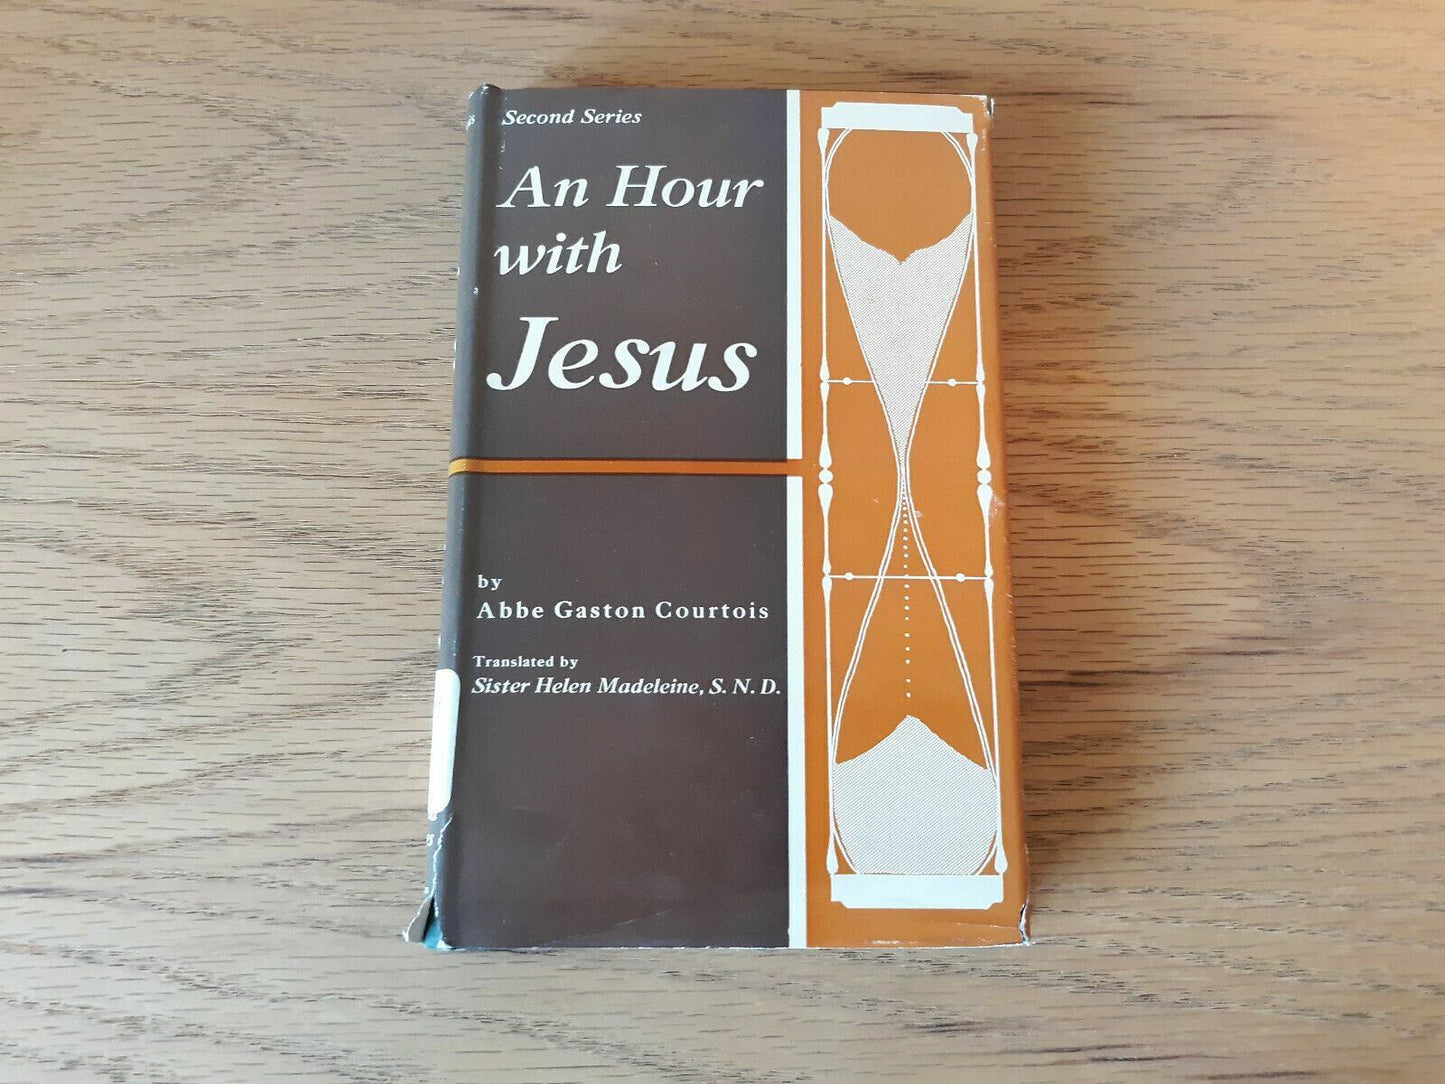 Second Series
An Hour
with
Jesus
by
Abbe Gaston Courtois
Translated by
Sister Helen Madeleine, S. N. D.